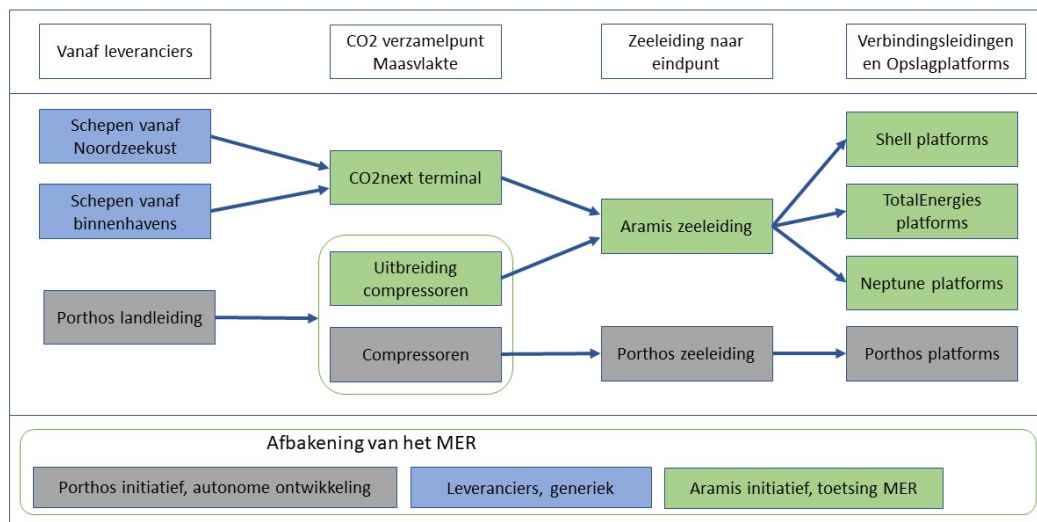 Vanaf leveranciers
CO2 verzamelpunt
Maasvlakte
Zeeleiding naar
eindpunt
Verbindingsleidingen
en Opslagplatforms
Schepen vanaf
Noordzeekust
Schepen vanaf
binnenhavens
Porthos landleiding
CO2next terminal
Uitbreiding
compressoren
Compressoren
Aramis zeeleiding
Porthos zeeleiding
Shell platforms
TotalEnergies
platforms
Neptune platforms
Porthos platforms
Afbakening van het MER
Porthos initiatief, autonome ontwikkeling
Leveranciers, generiek
Aramis initiatief, toetsing MER